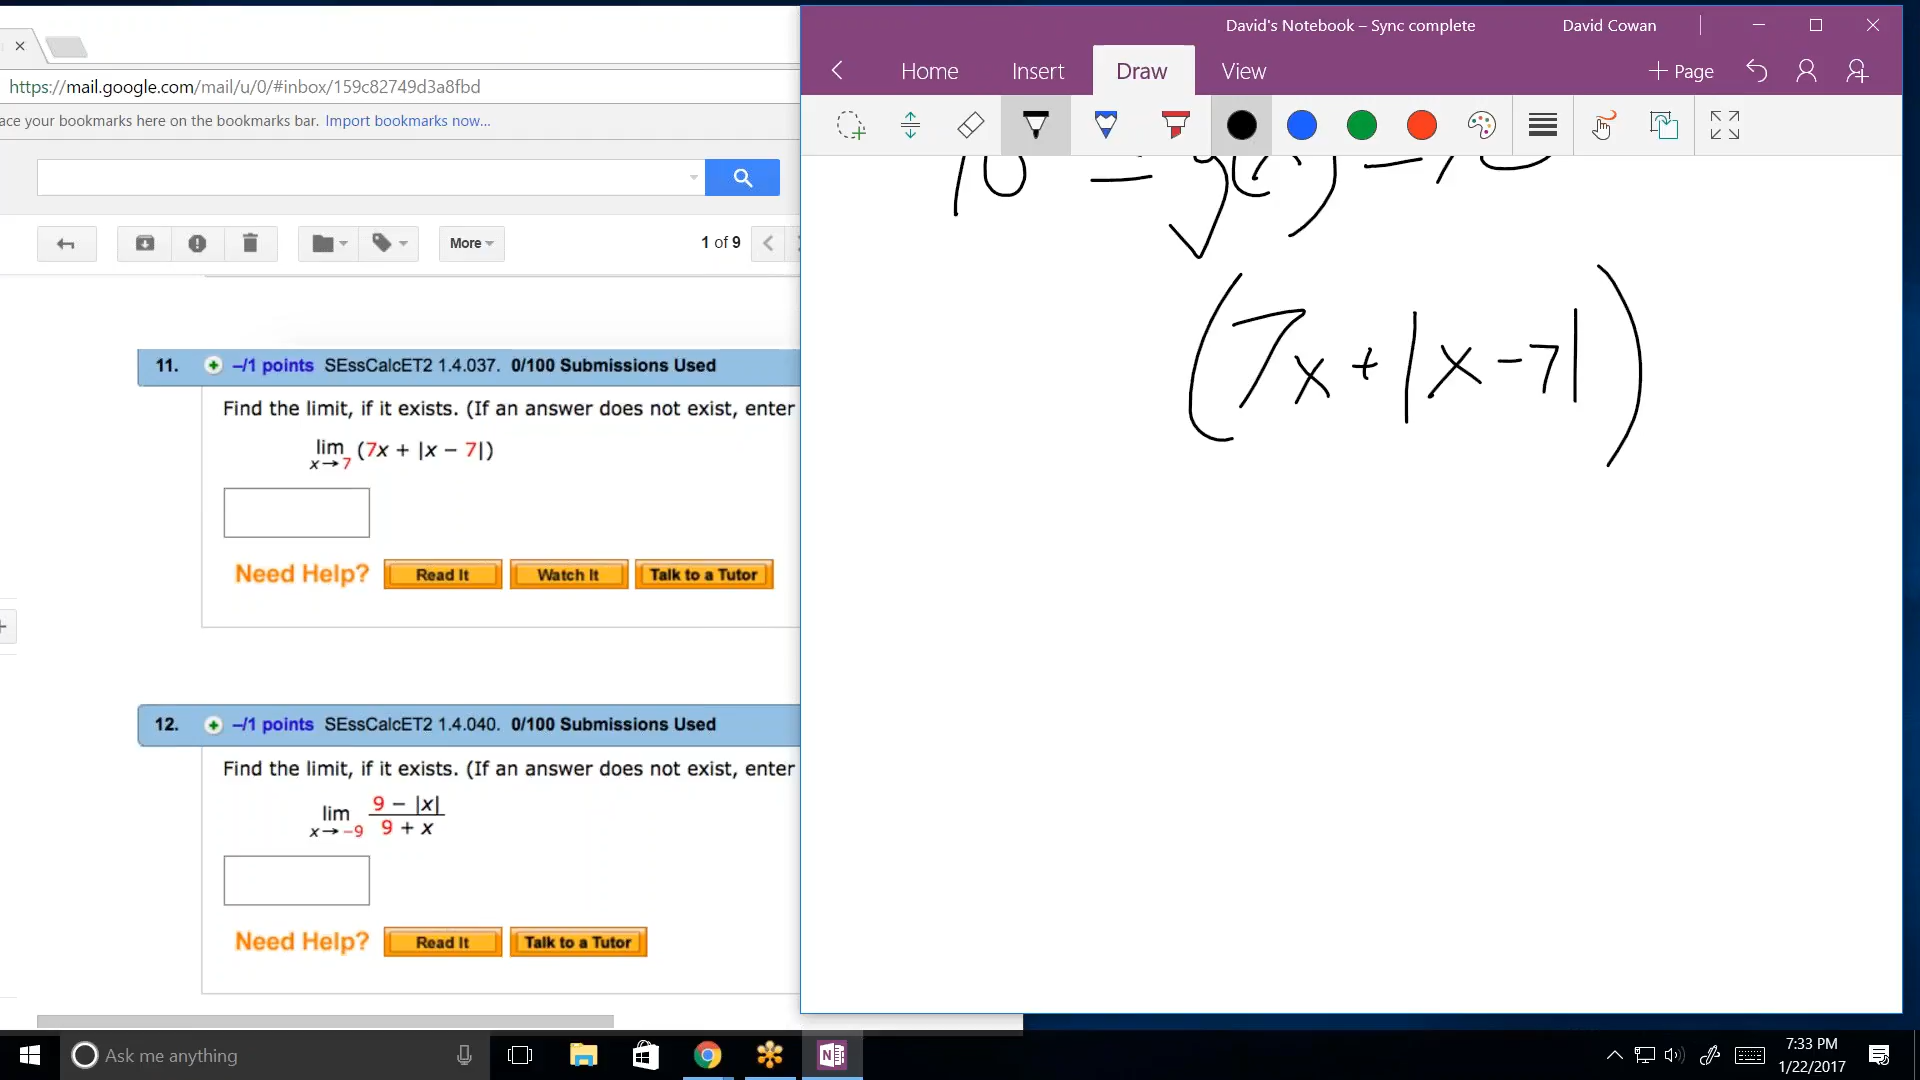 David's Notebook – Sync complete
David Cowan
https://mail.google.com/mail/u/0/#inbox/159c82749d3a8fbd
Home
Insert
Draw
View
Page
ace your bookmarks here on the bookmarks bar. Import bookmarks now...
More
1 of 9
(7x + |x - 7|)
11. –/1 points SEssCalcET2 1.4.037. 0/100 Submissions Used
Find the limit, if it exists. (If an answer does not exist, enter
lim x→7 (7x + |x − 7|)
Need Help? Read It Watch It Talk to a Tutor
12. –/1 points SEssCalcET2 1.4.040. 0/100 Submissions Used
Find the limit, if it exists. (If an answer does not exist, enter
lim x→−9 9 − |x| / 9 + x
Need Help? Read It Talk to a Tutor
Ask me anything
7:33 PM
1/22/2017